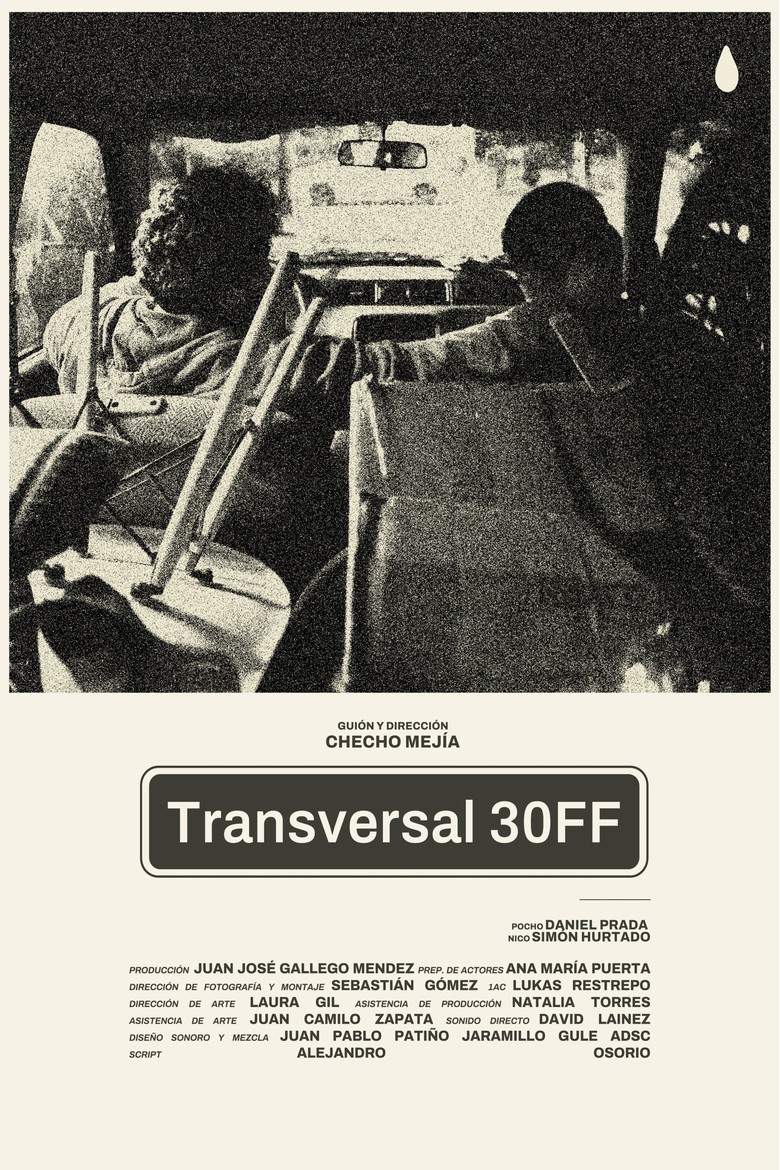 GUIÓN Y DIRECCIÓN
CHECHO MEJÍA
Transversal 30FF
POCHO DANIEL PRADA
NICO SIMÓN HURTADO
PRODUCCIÓN JUAN JOSÉ GALLEGO MENDEZ PREP. DE ACTORES ANA MARÍA PUERTA
DIRECCIÓN DE FOTOGRAFÍA Y MONTAJE SEBASTIÁN GÓMEZ 1AC LUKAS RESTREPO
DIRECCIÓN DE ARTE LAURA GIL ASISTENCIA DE PRODUCCIÓN NATALIA TORRES
ASISTENCIA DE ARTE JUAN CAMILO ZAPATA SONIDO DIRECTO DAVID LAINEZ
DISEÑO SONORO Y MEZCLA JUAN PABLO PATIÑO JARAMILLO GULE ADSC
SCRIPT ALEJANDRO OSORIO